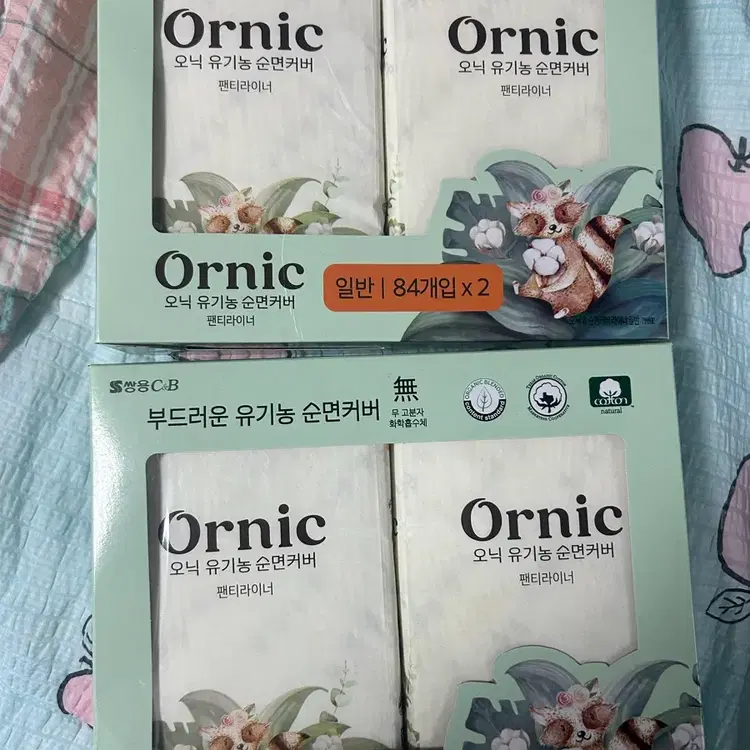 Ornic
오닉 유기농 순면커버
팬티라이너
Ornic
오닉 유기농 순면커버
팬티라이너
Ornic
오닉 유기농 순면커버
팬티라이너
일반 | 84개입 x 2
쌍용C&B
부드러운 유기농 순면커버
無
무 고분자
화학흡수체
ORGANIC BLENDED
content standard
cotton
natural
Ornic
오닉 유기농 순면커버
팬티라이너
Ornic
오닉 유기농 순면커버
팬티라이너